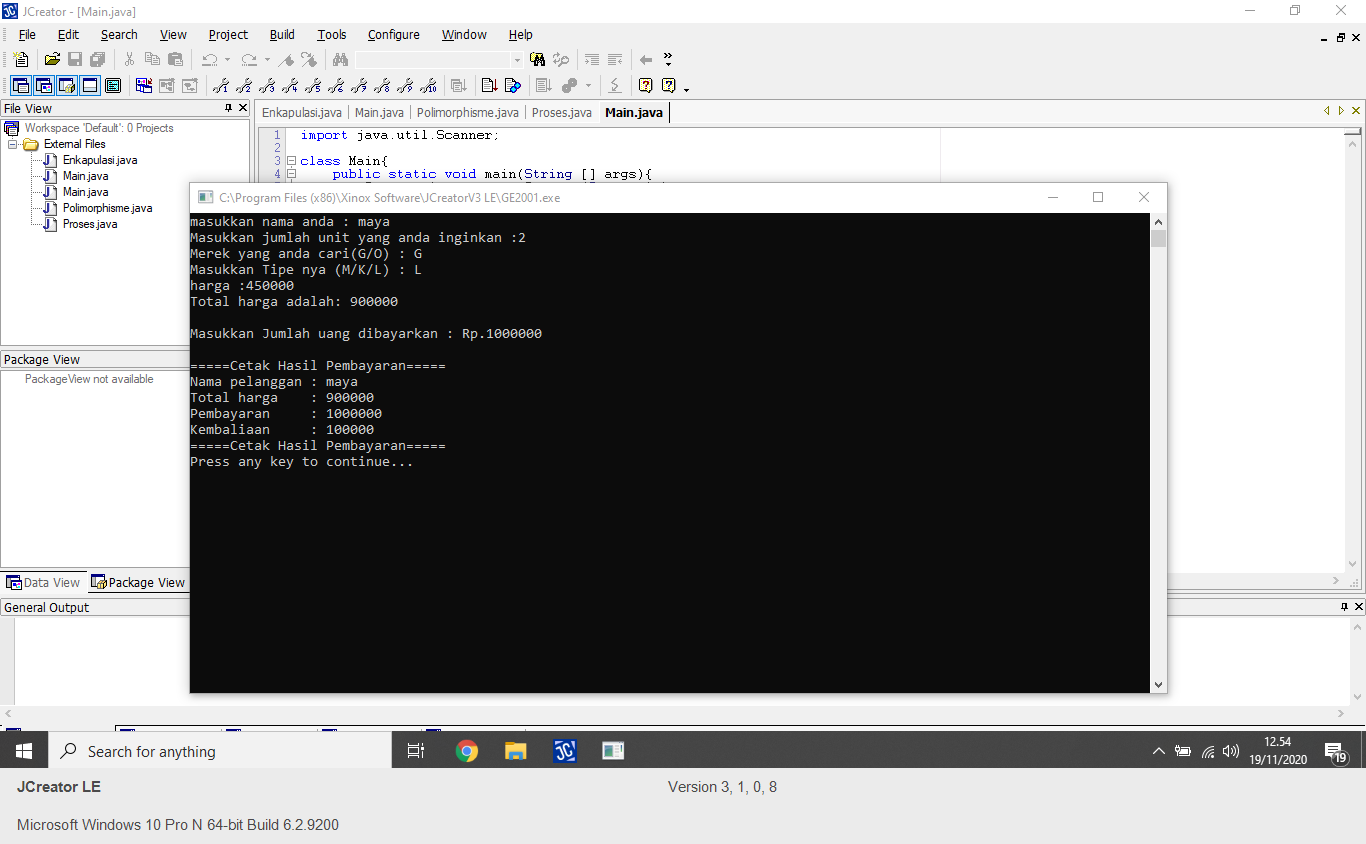 JCreator - [Main.java]
File Edit Search View Project Build Tools Configure Window Help
File View
Workspace 'Default': 0 Projects
External Files
Enkapulasi.java
Main.java
Main.java
Polimorphisme.java
Proses.java
Enkapulasi.java Main.java Polimorphisme.java Proses.java Main.java
1 import java.util.Scanner;
2
3 class Main{
4 public static void main(String [] args){
C:\Program Files (x86)\Xinox Software\JCreatorV3 LE\GE2001.exe
masukkan nama anda : maya
Masukkan jumlah unit yang anda inginkan :2
Merek yang anda cari(G/O) : G
Masukkan Tipe nya (M/K/L) : L
harga :450000
Total harga adalah: 900000
Masukkan Jumlah uang dibayarkan : Rp.1000000
=====Cetak Hasil Pembayaran=====
Nama pelanggan : maya
Total harga    : 900000
Pembayaran     : 1000000
Kembaliaan     : 100000
=====Cetak Hasil Pembayaran=====
Press any key to continue...
Package View
PackageView not available
Data View Package View
General Output
Search for anything
12.54
19/11/2020
19
JCreator LE Version 3, 1, 0, 8
Microsoft Windows 10 Pro N 64-bit Build 6.2.9200